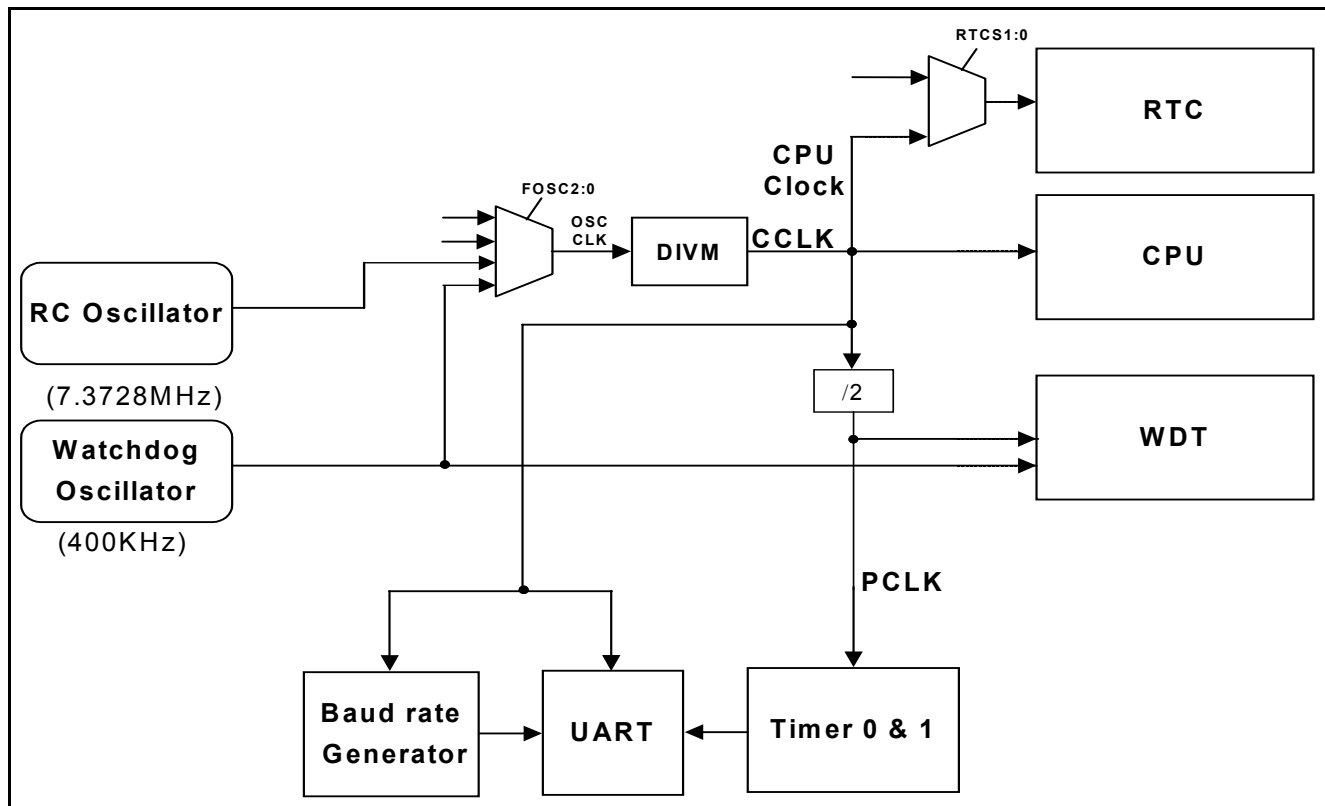 RTCS1:0
RTC
CPU
Clock
FOSC2:0
OSC
CLK
DIVM
CCLK
CPU
RC Oscillator
(7.3728MHz)
/2
Watchdog
Oscillator
(400KHz)
WDT
PCLK
Baud rate
Generator
UART
Timer 0 & 1